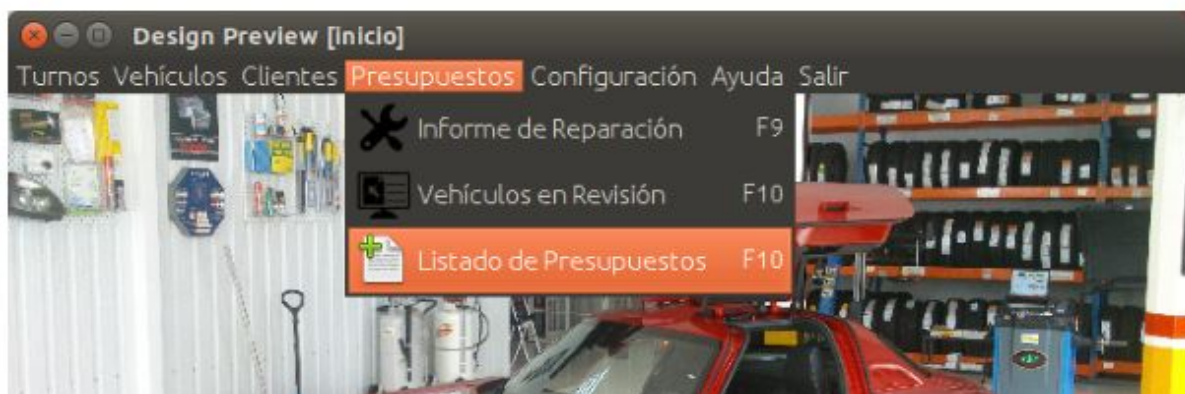 Design Preview [inicio]
Turnos Vehículos Clientes Presupuestos Configuración Ayuda Salir
Informe de Reparación F9
Vehículos en Revisión F10
Listado de Presupuestos F10